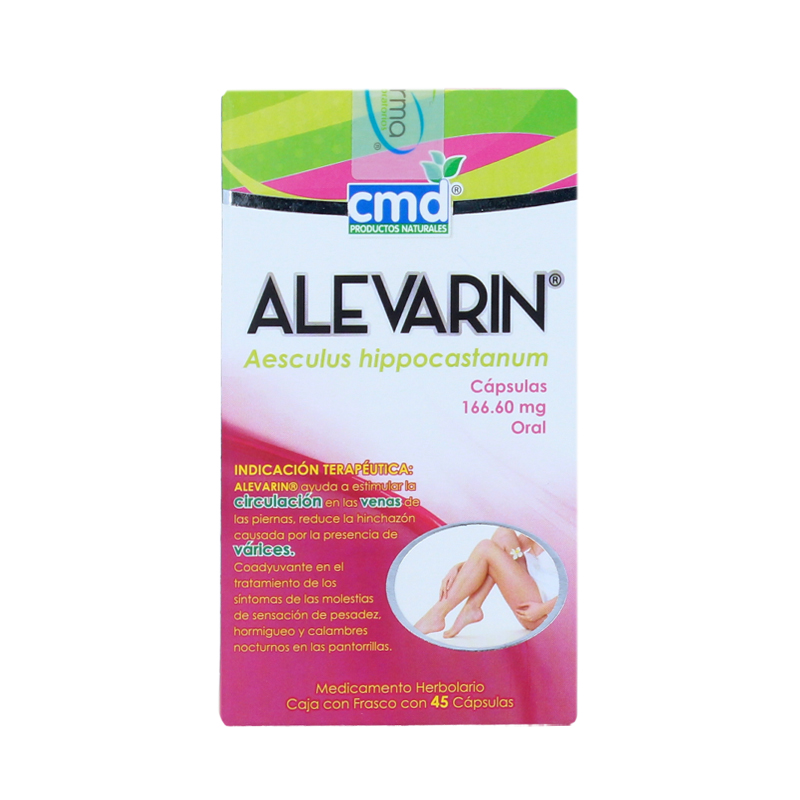 rma
®
cmd®
PRODUCTOS NATURALES
ALEVARIN®
Aesculus hippocastanum
Cápsulas
166.60 mg
Oral
INDICACIÓN TERAPÉUTICA:
ALEVARIN® ayuda a estimular la
circulación en las venas de
las piernas, reduce la hinchazón
causada por la presencia de
várices.
Coadyuvante en el
tratamiento de los
síntomas de las molestias
de sensación de pesadez,
hormigueo y calambres
nocturnos en las pantorrillas.
Medicamento Herbolario
Caja con Frasco con 45 Cápsulas